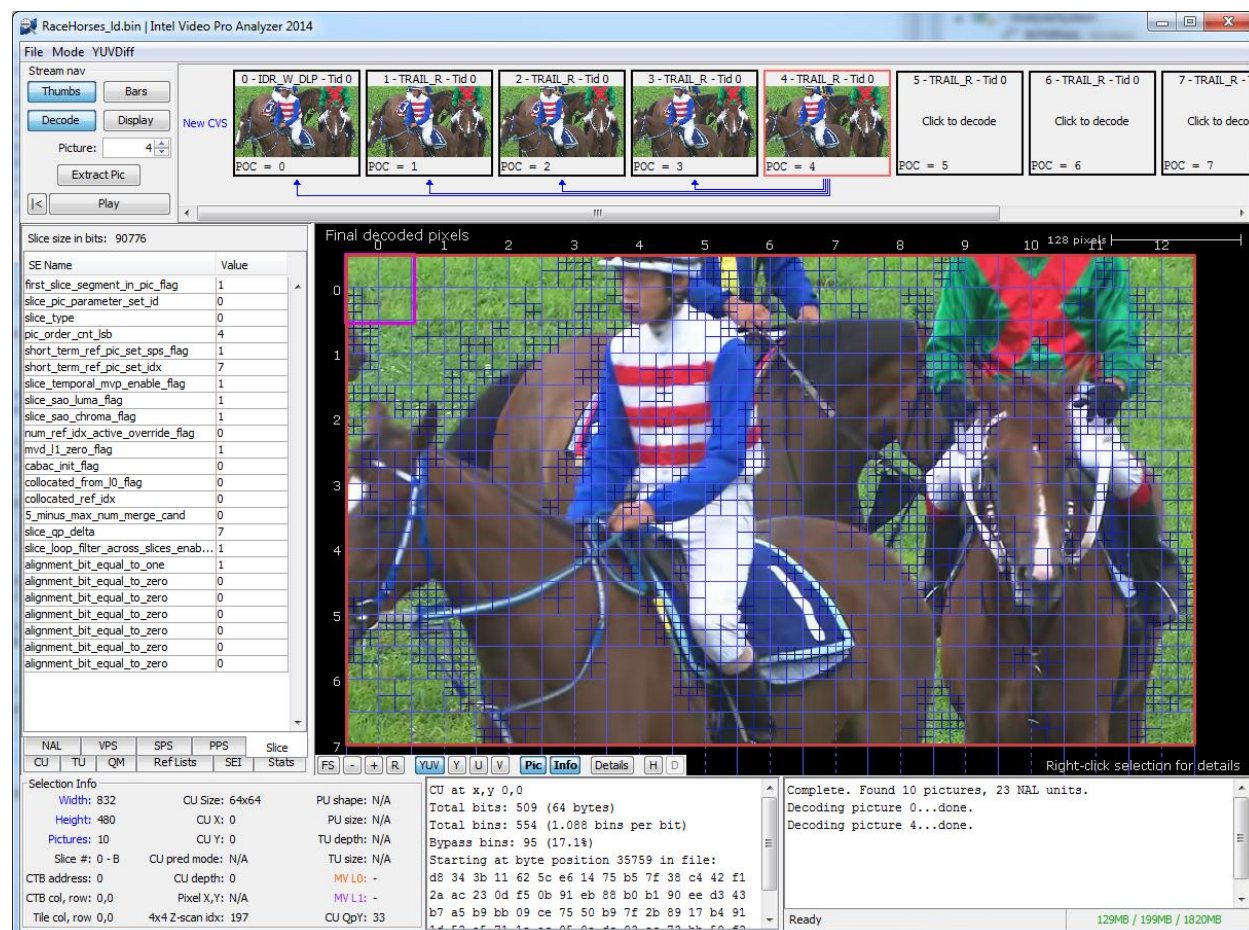 RaceHorses_ld.bin | Intel Video Pro Analyzer 2014
File Mode YUVDiff
Stream nav
Thumbs Bars
Decode Display
Picture: 4
Extract Pic
|< Play
New CVS
0 - IDR_W_DLP - Tid 0
POC = 0
1 - TRAIL_R - Tid 0
POC = 1
2 - TRAIL_R - Tid 0
POC = 2
3 - TRAIL_R - Tid 0
POC = 3
4 - TRAIL_R - Tid 0
POC = 4
5 - TRAIL_R - Tid 0
Click to decode
POC = 5
6 - TRAIL_R - Tid 0
Click to decode
POC = 6
7 - TRAIL_R -
Click to deco
POC = 7
Slice size in bits: 90776
SE Name Value
first_slice_segment_in_pic_flag 1
slice_pic_parameter_set_id 0
slice_type 0
pic_order_cnt_lsb 4
short_term_ref_pic_set_sps_flag 1
short_term_ref_pic_set_idx 7
slice_temporal_mvp_enable_flag 1
slice_sao_luma_flag 1
slice_sao_chroma_flag 1
num_ref_idx_active_override_flag 0
mvd_l1_zero_flag 1
cabac_init_flag 0
collocated_from_l0_flag 0
collocated_ref_idx 0
5_minus_max_num_merge_cand 0
slice_qp_delta 7
slice_loop_filter_across_slices_enab... 1
alignment_bit_equal_to_one 1
alignment_bit_equal_to_zero 0
alignment_bit_equal_to_zero 0
alignment_bit_equal_to_zero 0
alignment_bit_equal_to_zero 0
alignment_bit_equal_to_zero 0
alignment_bit_equal_to_zero 0
NAL VPS SPS PPS Slice
CU TU QM Ref Lists SEI Stats
Final decoded pixels
128 pixels
0 1 2 3 4 5 6 7 8 9 10 11 12
0
1
2
3
4
5
6
7
Right-click selection for details
FS - + R YUV Y U V Pic Info Details H D
Selection Info
Width: 832 CU Size: 64x64 PU shape: N/A
Height: 480 CU X: 0 PU size: N/A
Pictures: 10 CU Y: 0 TU depth: N/A
Slice #: 0 - B CU pred mode: N/A TU size: N/A
CTB address: 0 CU depth: 0 MV L0: -
CTB col, row: 0,0 Pixel X,Y: N/A MV L1: -
Tile col, row 0,0 4x4 Z-scan idx: 197 CU QpY: 33
CU at x,y 0,0
Total bits: 509 (64 bytes)
Total bins: 554 (1.088 bins per bit)
Bypass bins: 95 (17.1%)
Starting at byte position 35759 in file:
d8 34 3b 11 62 5c e6 14 75 b5 7f 38 c4 42 f1
2a ac 23 0d f5 0b 91 eb 88 b0 b1 90 ee d3 43
b7 a5 b9 bb 09 ce 75 50 b9 7f 2b 89 17 b4 91
Complete. Found 10 pictures, 23 NAL units.
Decoding picture 0...done.
Decoding picture 4...done.
Ready
129MB / 199MB / 1820MB